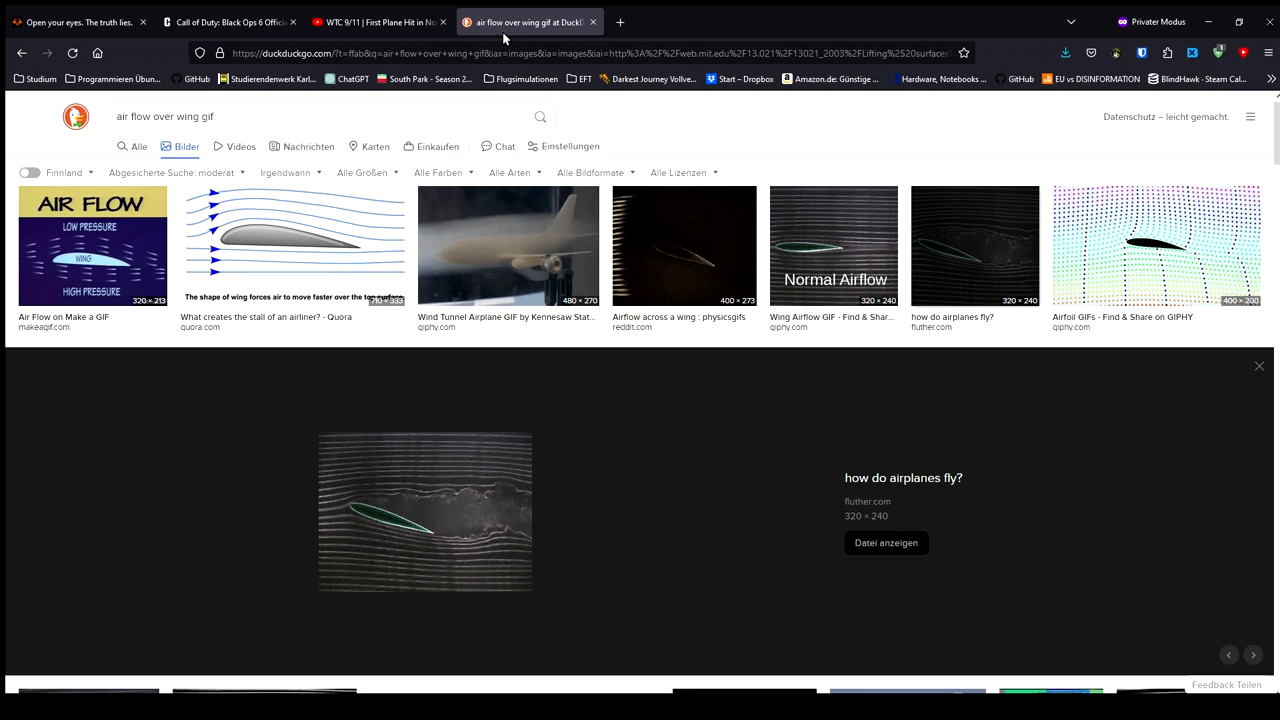 Open your eyes. The truth lies.
Call of Duty: Black Ops 6 Officia
WTC 9/11 | First Plane Hit in No
air flow over wing gif at DuckD
Privater Modus
https://duckduckgo.com/?t=ffab&q=air+flow+over+wing+gif&iax=images&ia=images&iai=http%3A%2F%2Fweb.mit.edu%2F13.021%2F13021_2003%2FLifting%2520surfaces
Studium
Programmieren Übun...
GitHub
Studierendenwerk Karl...
ChatGPT
South Park - Season 2...
Flugsimulationen
EFT
Darkest Journey Vollve...
Start – Dropbox
Amazon.de: Günstige ...
Hardware, Notebooks ...
GitHub
EU vs DISINFORMATION
BlindHawk · Steam Cal...
air flow over wing gif
Datenschutz – leicht gemacht.
Alle
Bilder
Videos
Nachrichten
Karten
Einkaufen
Chat
Einstellungen
Finnland
Abgesicherte Suche: moderat
Irgendwann
Alle Größen
Alle Farben
Alle Arten
Alle Bildformate
Alle Lizenzen
AIR FLOW
LOW PRESSURE
WING
HIGH PRESSURE
320 × 213
The shape of wing forces air to move faster over the top surface
480 × 270
400 × 273
Normal Airflow
320 × 240
320 × 240
400 × 200
Air Flow on Make a GIF
makeagif.com
What creates the stall of an airliner? - Quora
quora.com
Wind Tunnel Airplane GIF by Kennesaw Stat...
giphy.com
Airflow across a wing : physicsgifs
reddit.com
Wing Airflow GIF - Find & Shar...
giphy.com
how do airplanes fly?
fluther.com
Airfoil GIFs - Find & Share on GIPHY
giphy.com
how do airplanes fly?
fluther.com
320 × 240
Datei anzeigen
Feedback Teilen